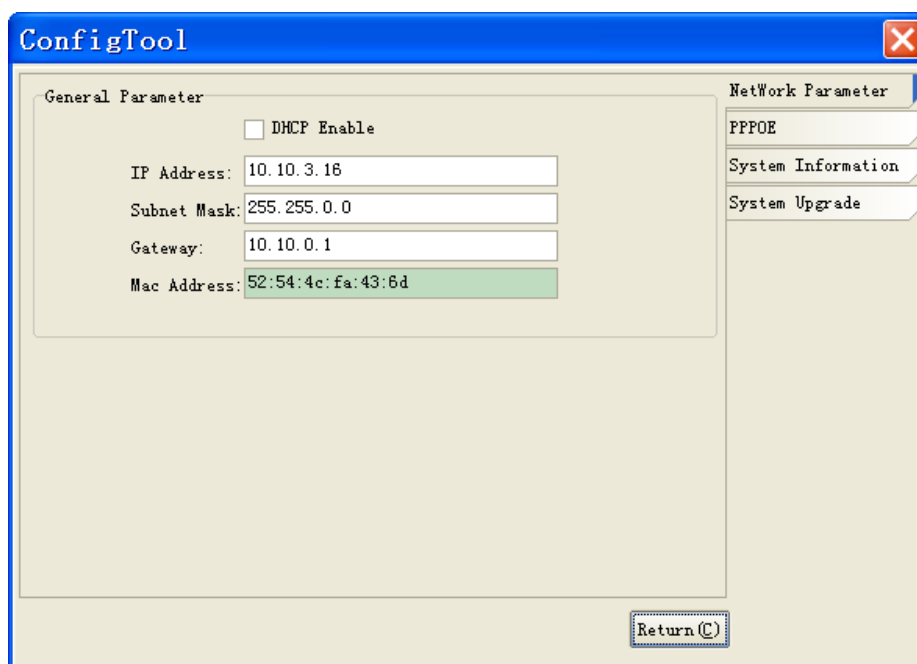 ConfigTool
General Parameter
DHCP Enable
IP Address: 10.10.3.16
Subnet Mask: 255.255.0.0
Gateway: 10.10.0.1
Mac Address: 52:54:4c:fa:43:6d
NetWork Parameter
PPPOE
System Information
System Upgrade
Return(C)